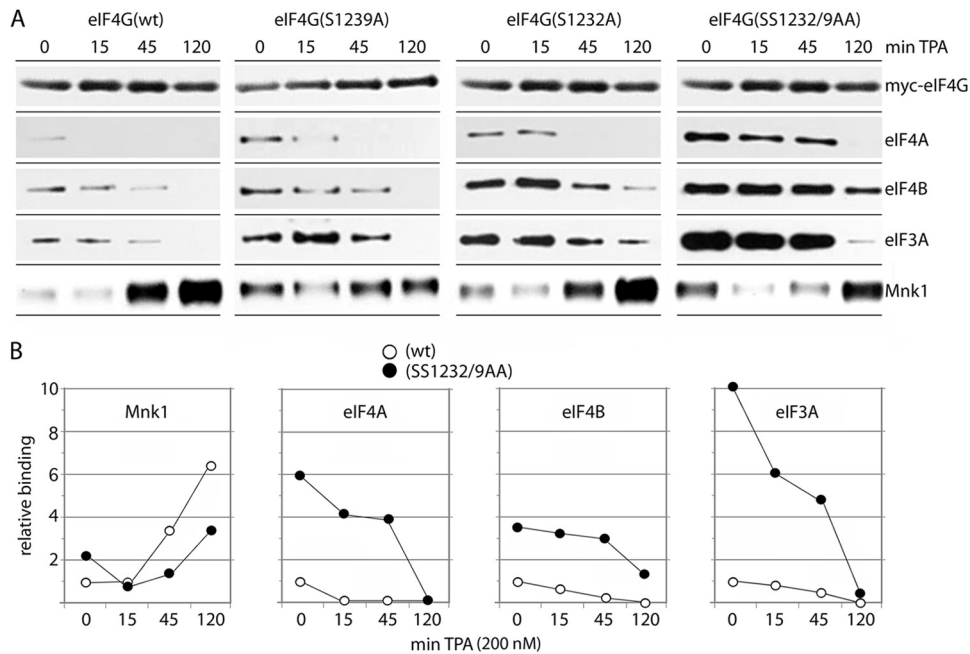 A
eIF4G(wt) eIF4G(S1239A) eIF4G(S1232A) eIF4G(SS1232/9AA)
0 15 45 120 0 15 45 120 0 15 45 120 0 15 45 120 min TPA
myc-eIF4G
eIF4A
eIF4B
eIF3A
Mnk1
B
(wt)
(SS1232/9AA)
Mnk1 eIF4A eIF4B eIF3A
10
8
6
4
2
relative binding
0 15 45 120 0 15 45 120 0 15 45 120 0 15 45 120
min TPA (200 nM)